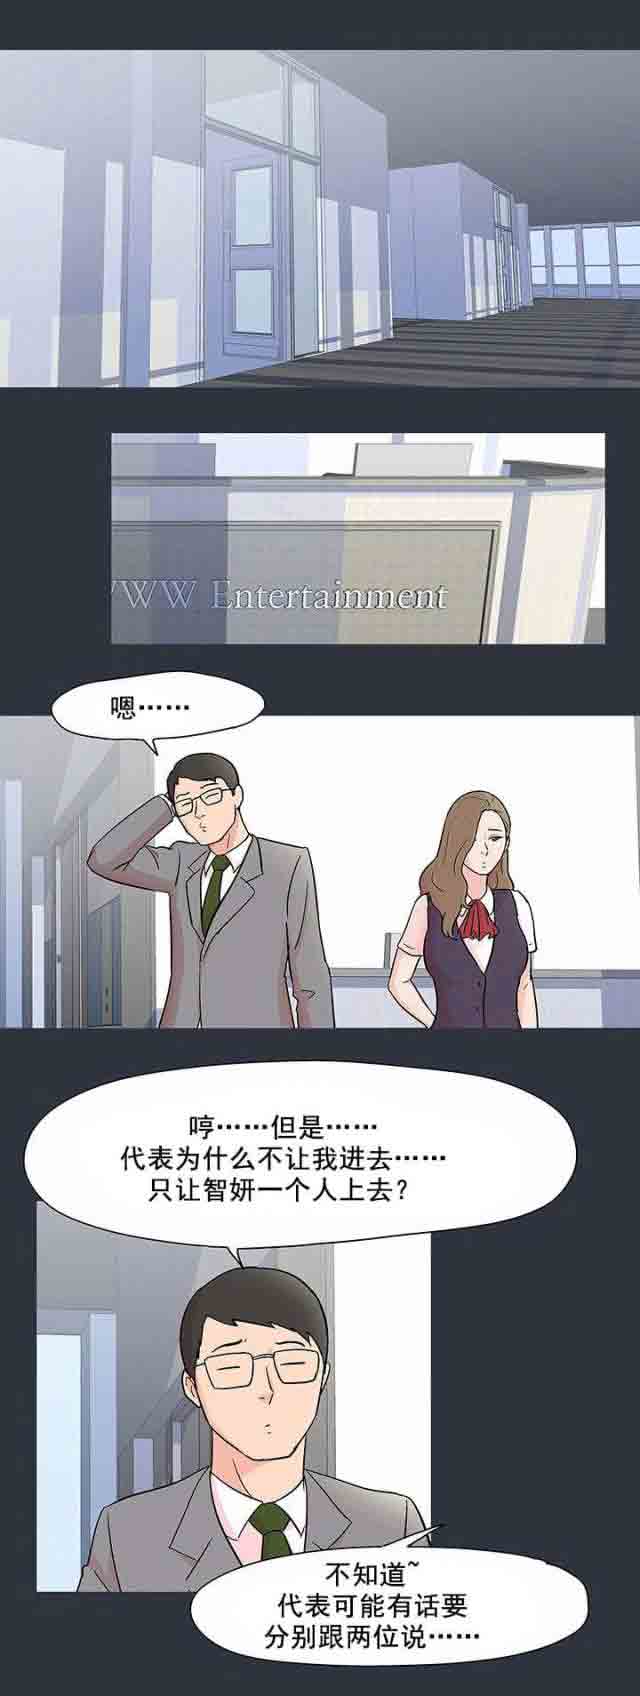 WW Entertainment
嗯……
哼……但是……
代表为什么不让我进去……
只让智妍一个人上去？
不知道~
代表可能有话要
分别跟两位说……